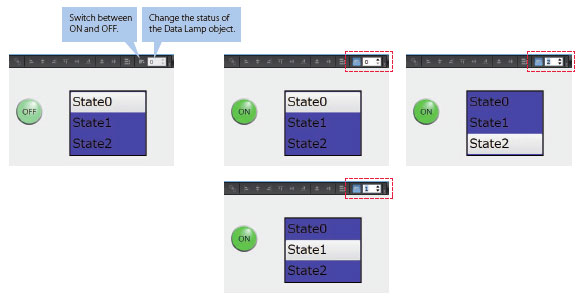 Switch between
ON and OFF.
Change the status of
the Data Lamp object.
0
0
2
OFF
State0
State1
State2
ON
State0
State1
State2
ON
State0
State1
State2
1
ON
State0
State1
State2